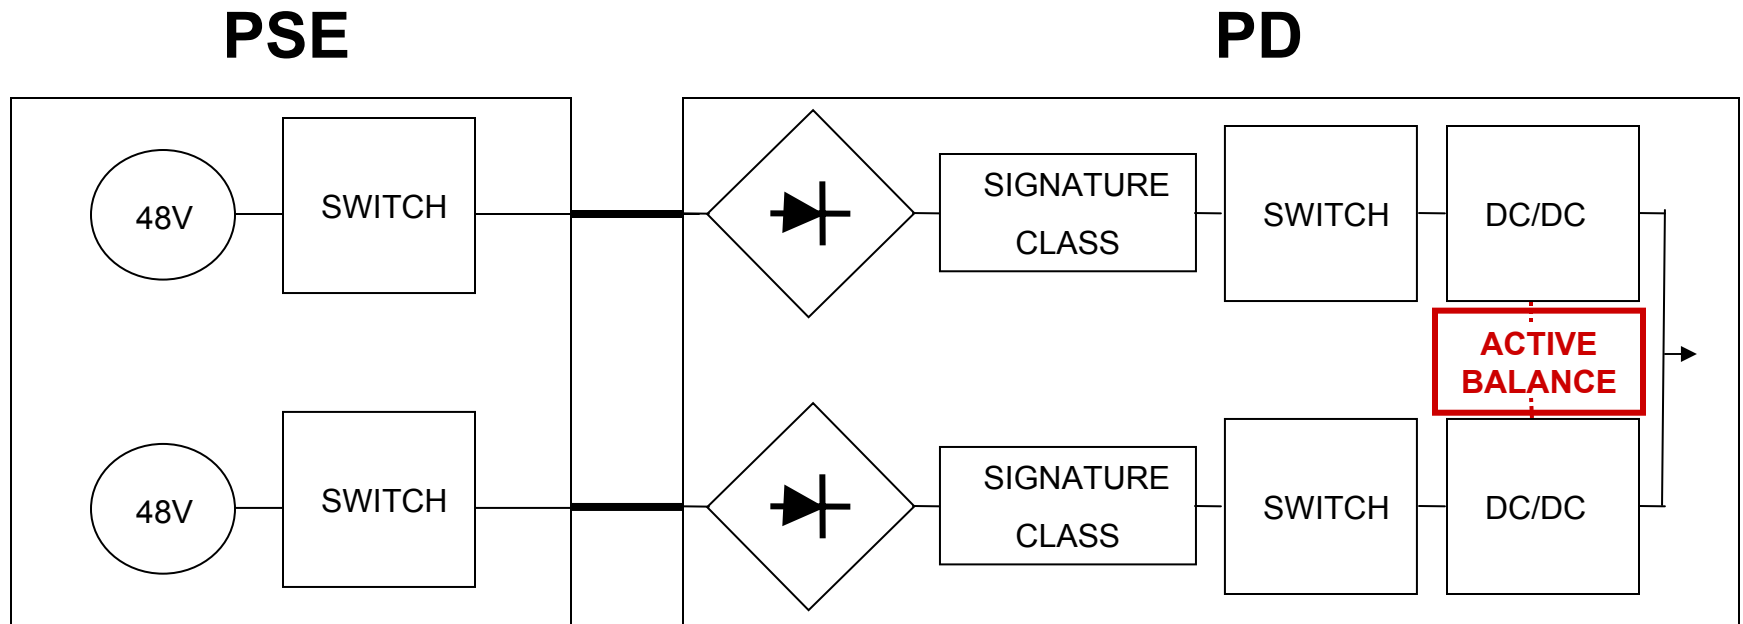 PSE
PD
48V
SWITCH
SIGNATURE
CLASS
SWITCH
DC/DC
ACTIVE
BALANCE
48V
SWITCH
SIGNATURE
CLASS
SWITCH
DC/DC